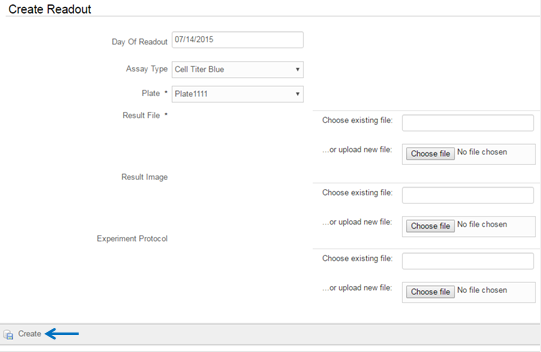 Create Readout
Day Of Readout 07/14/2015
Assay Type Cell Titer Blue
Plate * Plate1111
Result File *
Choose existing file:
...or upload new file: Choose file No file chosen
Result Image
Choose existing file:
...or upload new file: Choose file No file chosen
Experiment Protocol
Choose existing file:
...or upload new file: Choose file No file chosen
Create